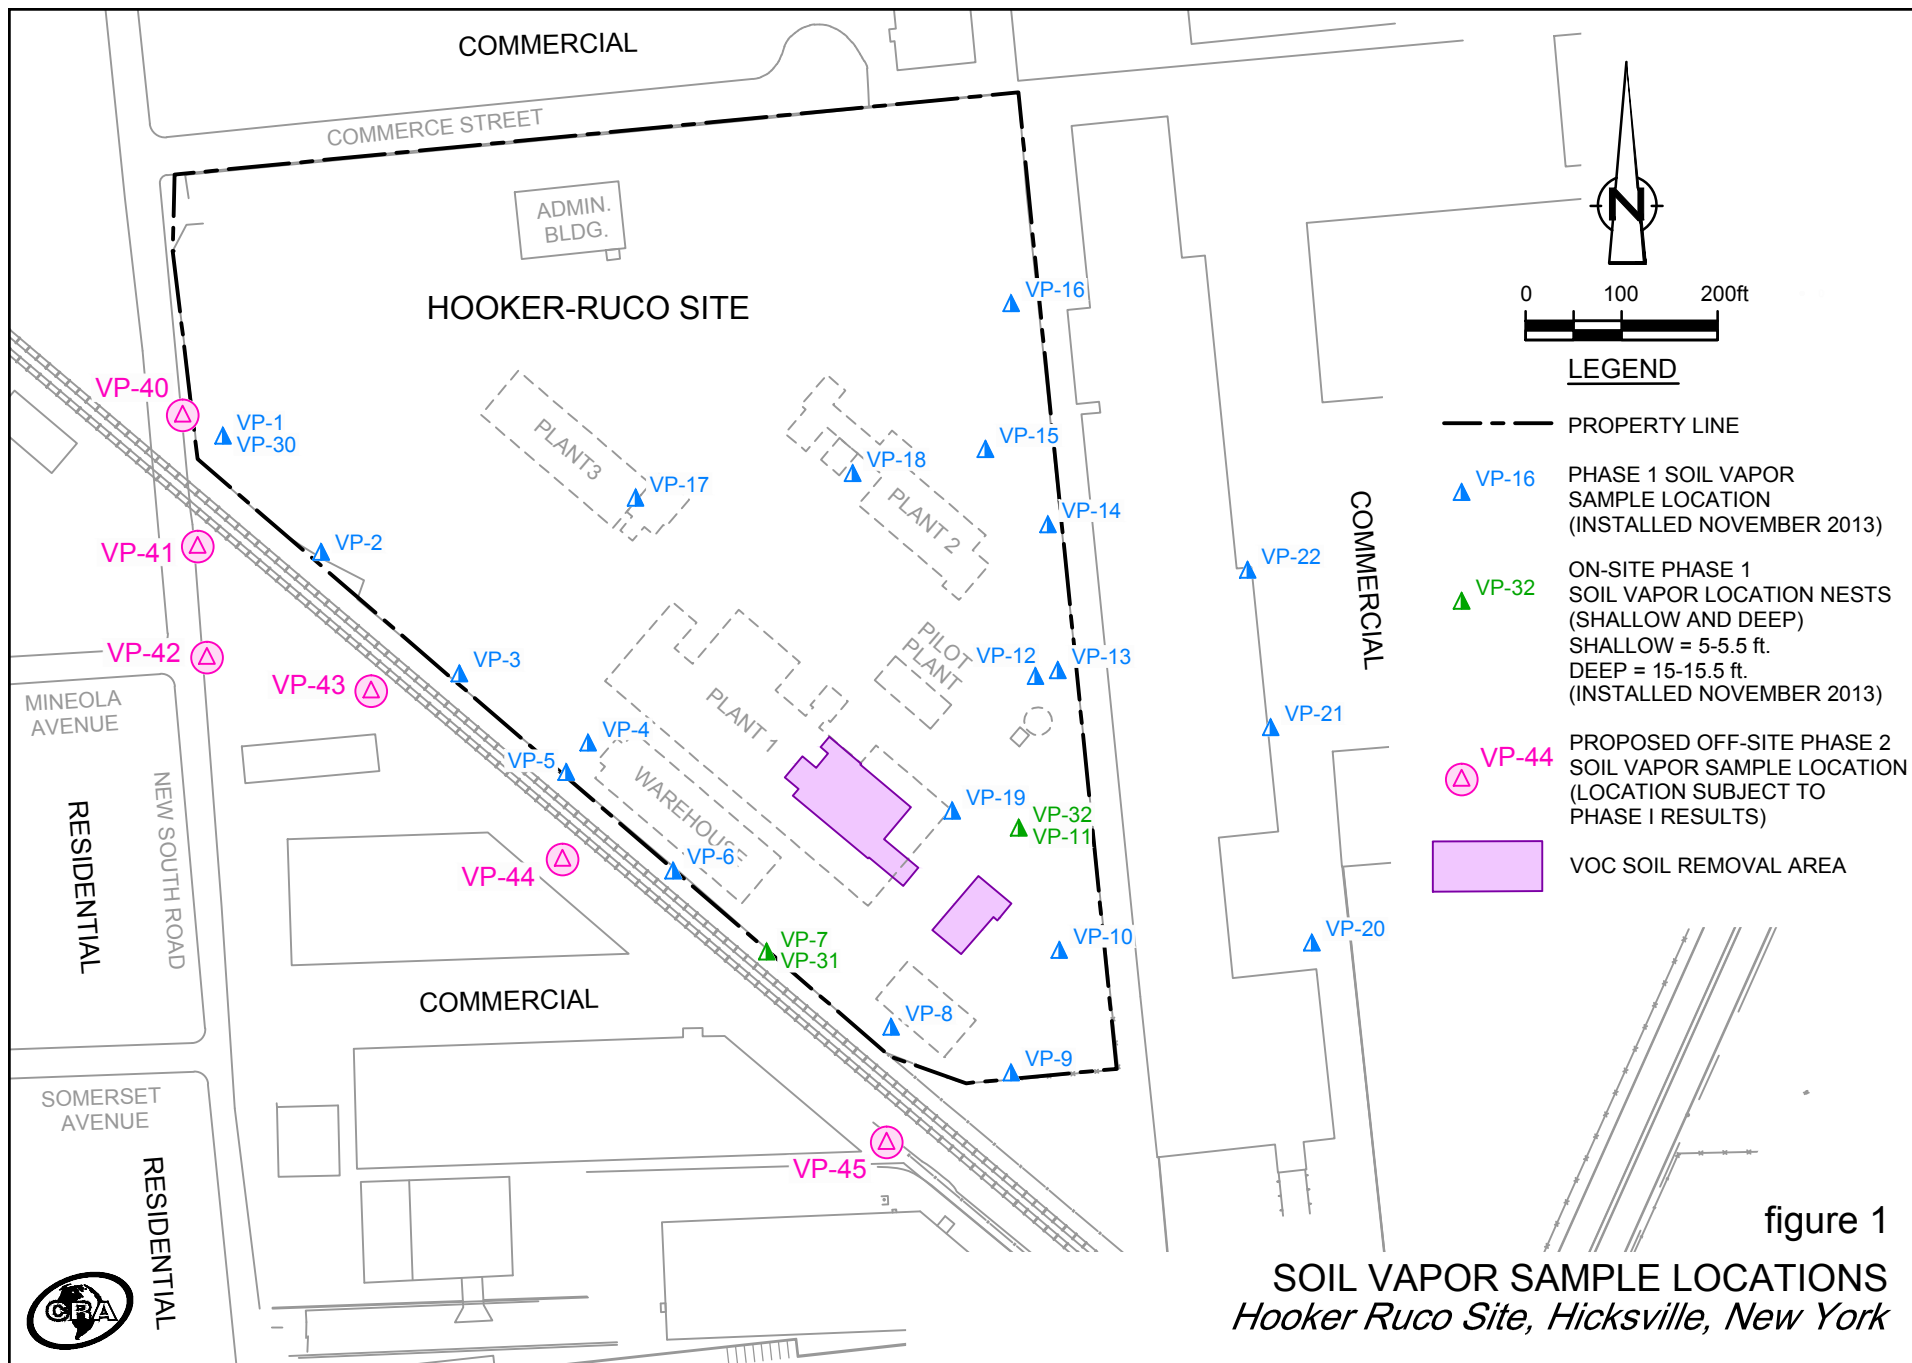 COMMERCIAL
COMMERCE STREET
ADMIN.
BLDG.
HOOKER-RUCO SITE
VP-16
VP-40
VP-1
VP-30
PLANT3
VP-17
VP-18
VP-15
PLANT 2
VP-14
VP-41
VP-2
VP-22
COMMERCIAL
VP-42
VP-43
VP-3
PILOT
PLANT
VP-12
VP-13
MINEOLA
AVENUE
PLANT 1
VP-4
VP-5
VP-21
WAREHOUSE
VP-19
VP-32
VP-11
NEW SOUTH ROAD
RESIDENTIAL
VP-44
VP-6
VP-7
VP-31
VP-10
VP-20
COMMERCIAL
VP-8
VP-9
SOMERSET
AVENUE
RESIDENTIAL
VP-45
N
0 100 200ft
LEGEND
PROPERTY LINE
VP-16
PHASE 1 SOIL VAPOR
SAMPLE LOCATION
(INSTALLED NOVEMBER 2013)
VP-32
ON-SITE PHASE 1
SOIL VAPOR LOCATION NESTS
(SHALLOW AND DEEP)
SHALLOW = 5-5.5 ft.
DEEP = 15-15.5 ft.
(INSTALLED NOVEMBER 2013)
VP-44
PROPOSED OFF-SITE PHASE 2
SOIL VAPOR SAMPLE LOCATION
(LOCATION SUBJECT TO
PHASE I RESULTS)
VOC SOIL REMOVAL AREA
figure 1
SOIL VAPOR SAMPLE LOCATIONS
Hooker Ruco Site, Hicksville, New York
CRA